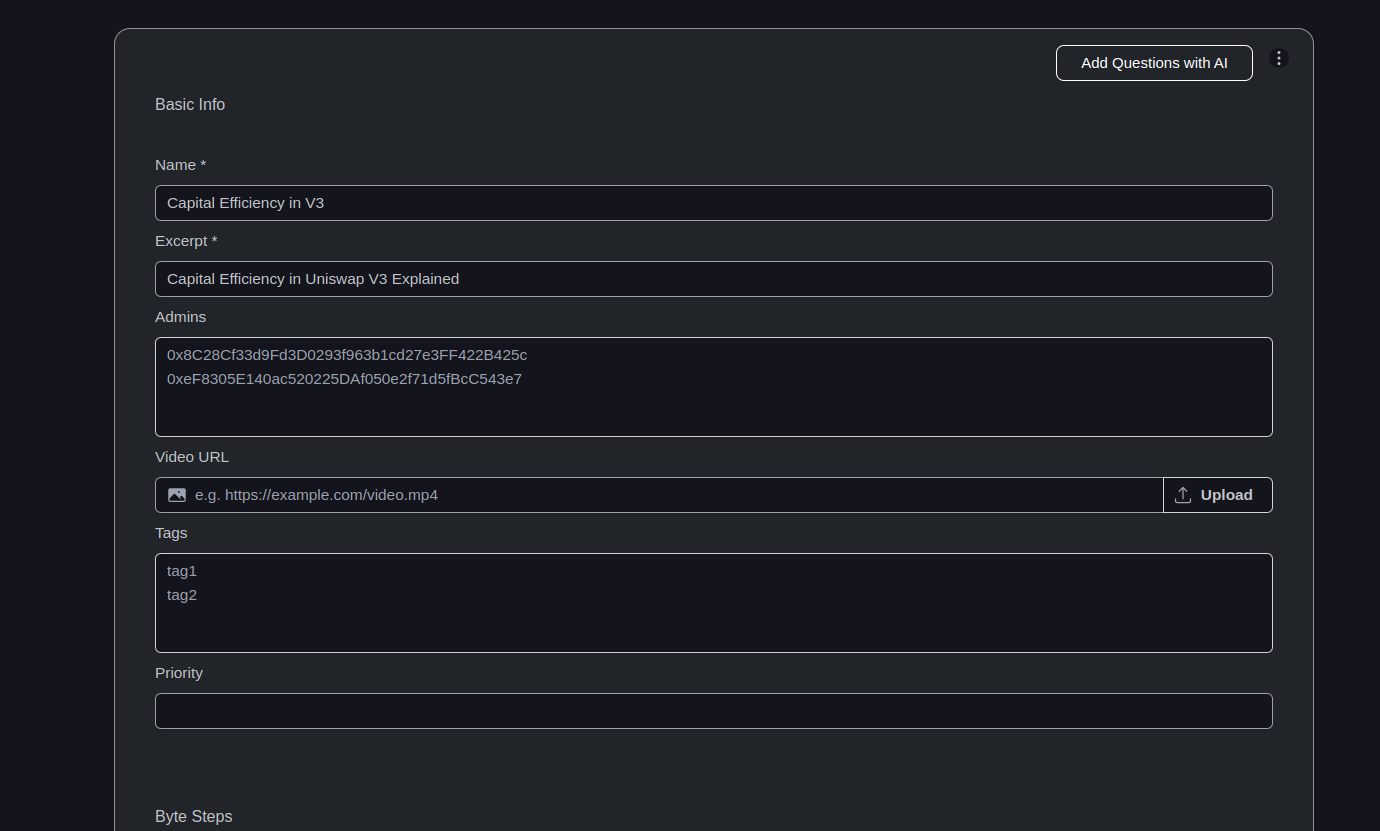 Add Questions with AI
Basic Info
Name *
Capital Efficiency in V3
Excerpt *
Capital Efficiency in Uniswap V3 Explained
Admins
0x8C28Cf33d9Fd3D0293f963b1cd27e3FF422B425c
0xeF8305E140ac520225DAf050e2f71d5fBcC543e7
Video URL
e.g. https://example.com/video.mp4
Upload
Tags
tag1
tag2
Priority
Byte Steps